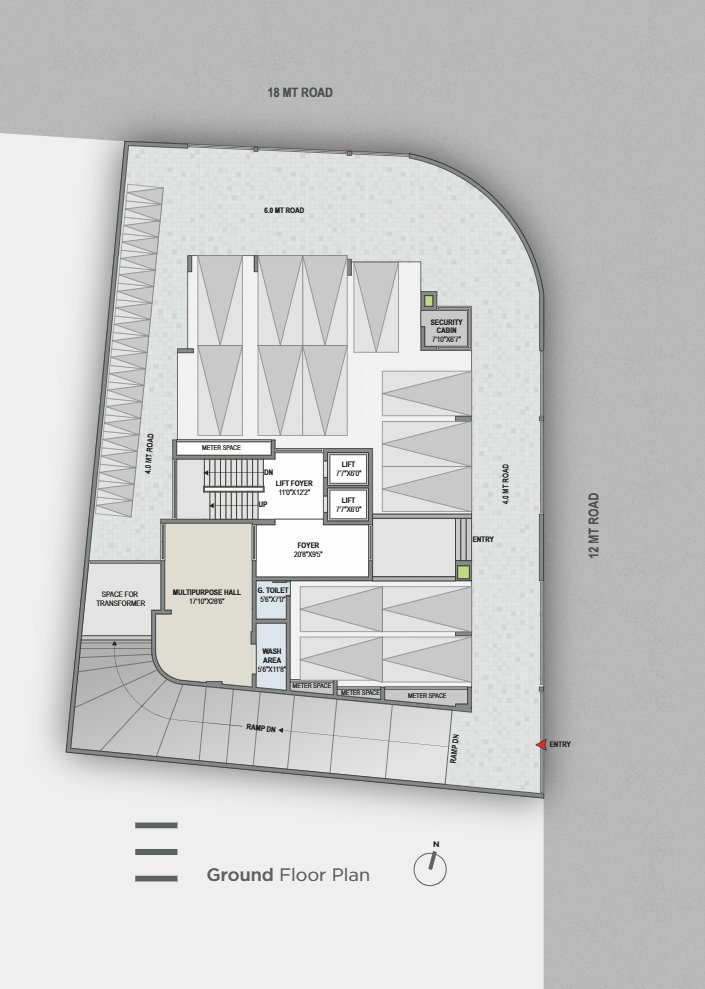 18 MT ROAD
6.0 MT ROAD
SECURITY
CABIN
7'10"X6'7"
4.0 MT ROAD
METER SPACE
DN
UP
LIFT FOYER
11'0"X12'2"
LIFT
7'7"X6'0"
LIFT
7'7"X6'0"
4.0 MT ROAD
12 MT ROAD
ENTRY
FOYER
20'8"X9'5"
SPACE FOR
TRANSFORMER
MULTIPURPOSE HALL
17'10"X28'6"
G. TOILET
5'6"X7'0"
WASH
AREA
5'6"X11'8"
METER SPACE
METER SPACE
METER SPACE
RAMP DN
RAMP DN
ENTRY
N
Ground Floor Plan